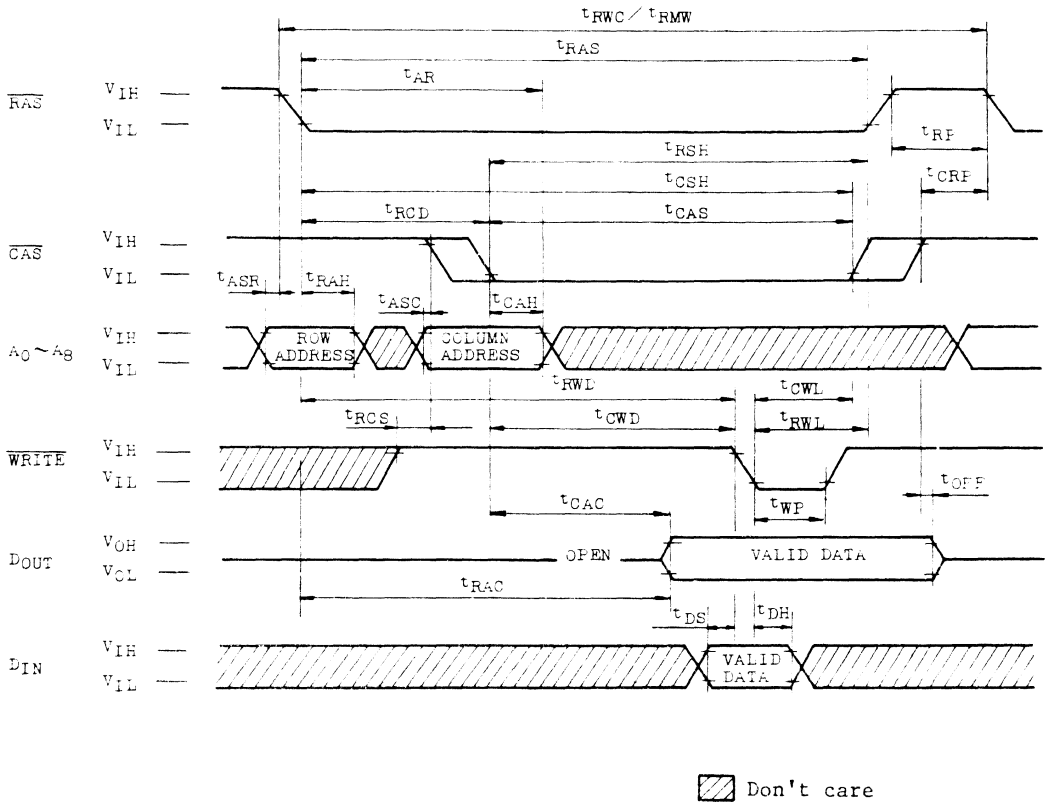 tRWC / tRMW
tRAS
tAR
RAS VIH
VIL
tRP
tRSH
tCRP
tCSH
tRCD tCAS
CAS VIH
VIL
tASR tRAH
tASC tCAH
A0~A8 VIH ROW ADDRESS COLUMN ADDRESS
VIL
tRWD tCWL
tRCS tCWD tRWL
WRITE VIH
VIL
tOFF
tCAC tWP
DOUT VOH OPEN VALID DATA
VOL
tRAC
tDS tDH
DIN VIH VALID DATA
VIL
Don't care